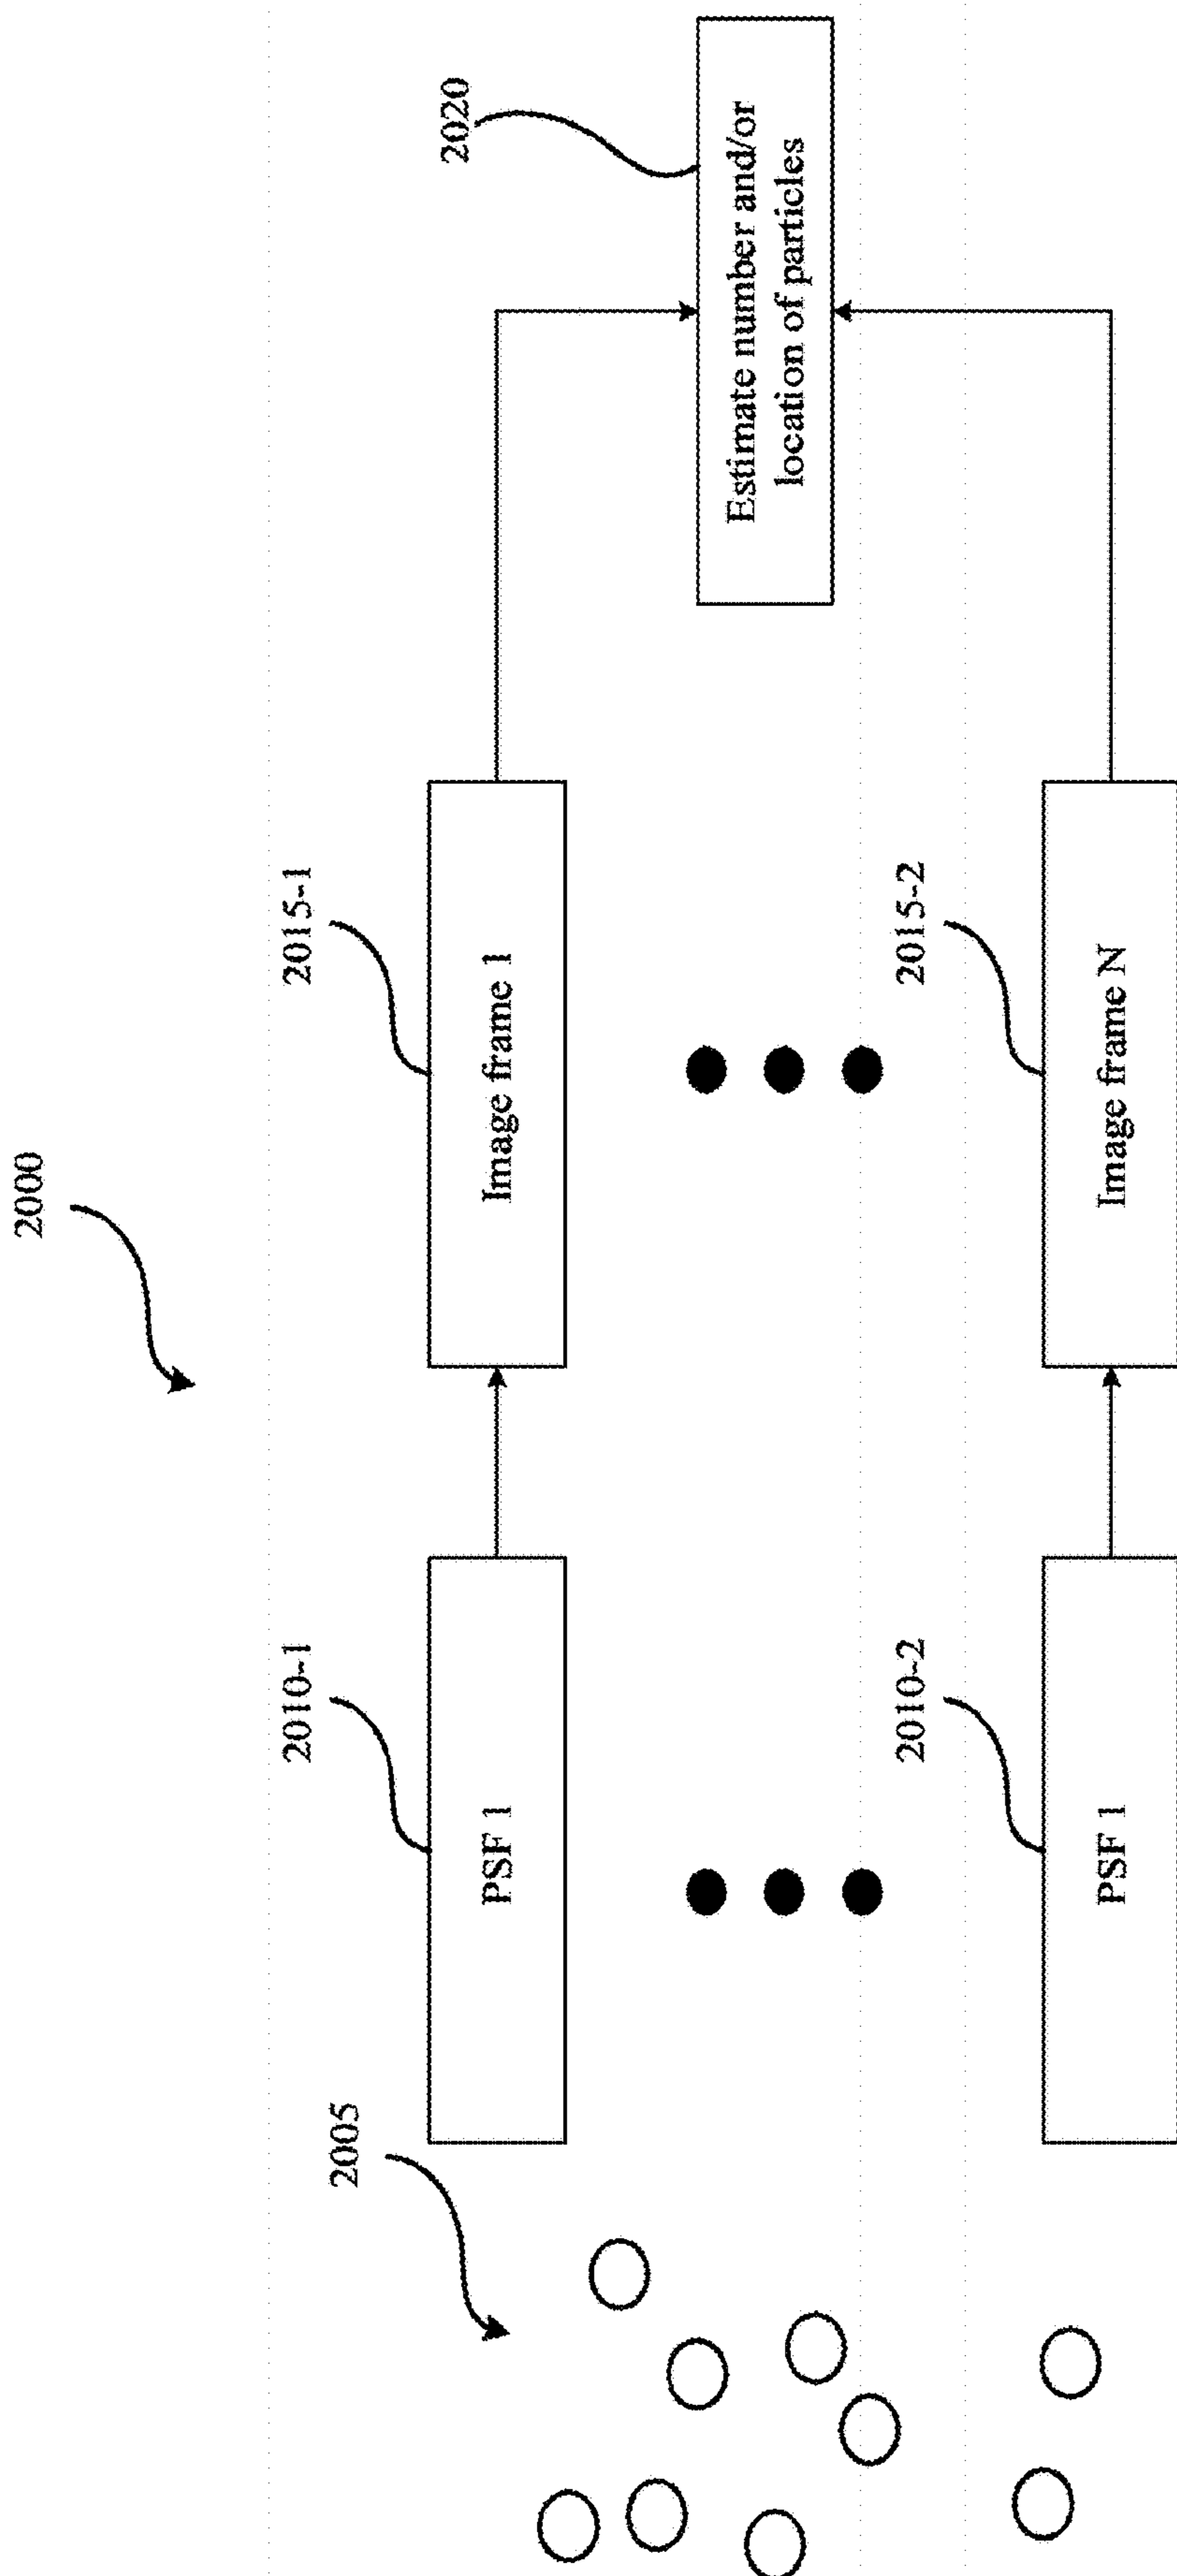 2000
2005
2010-1
PSF 1
2015-1
Image frame 1
2020
Estimate number and/or
location of particles
2010-2
PSF 1
2015-2
Image frame N